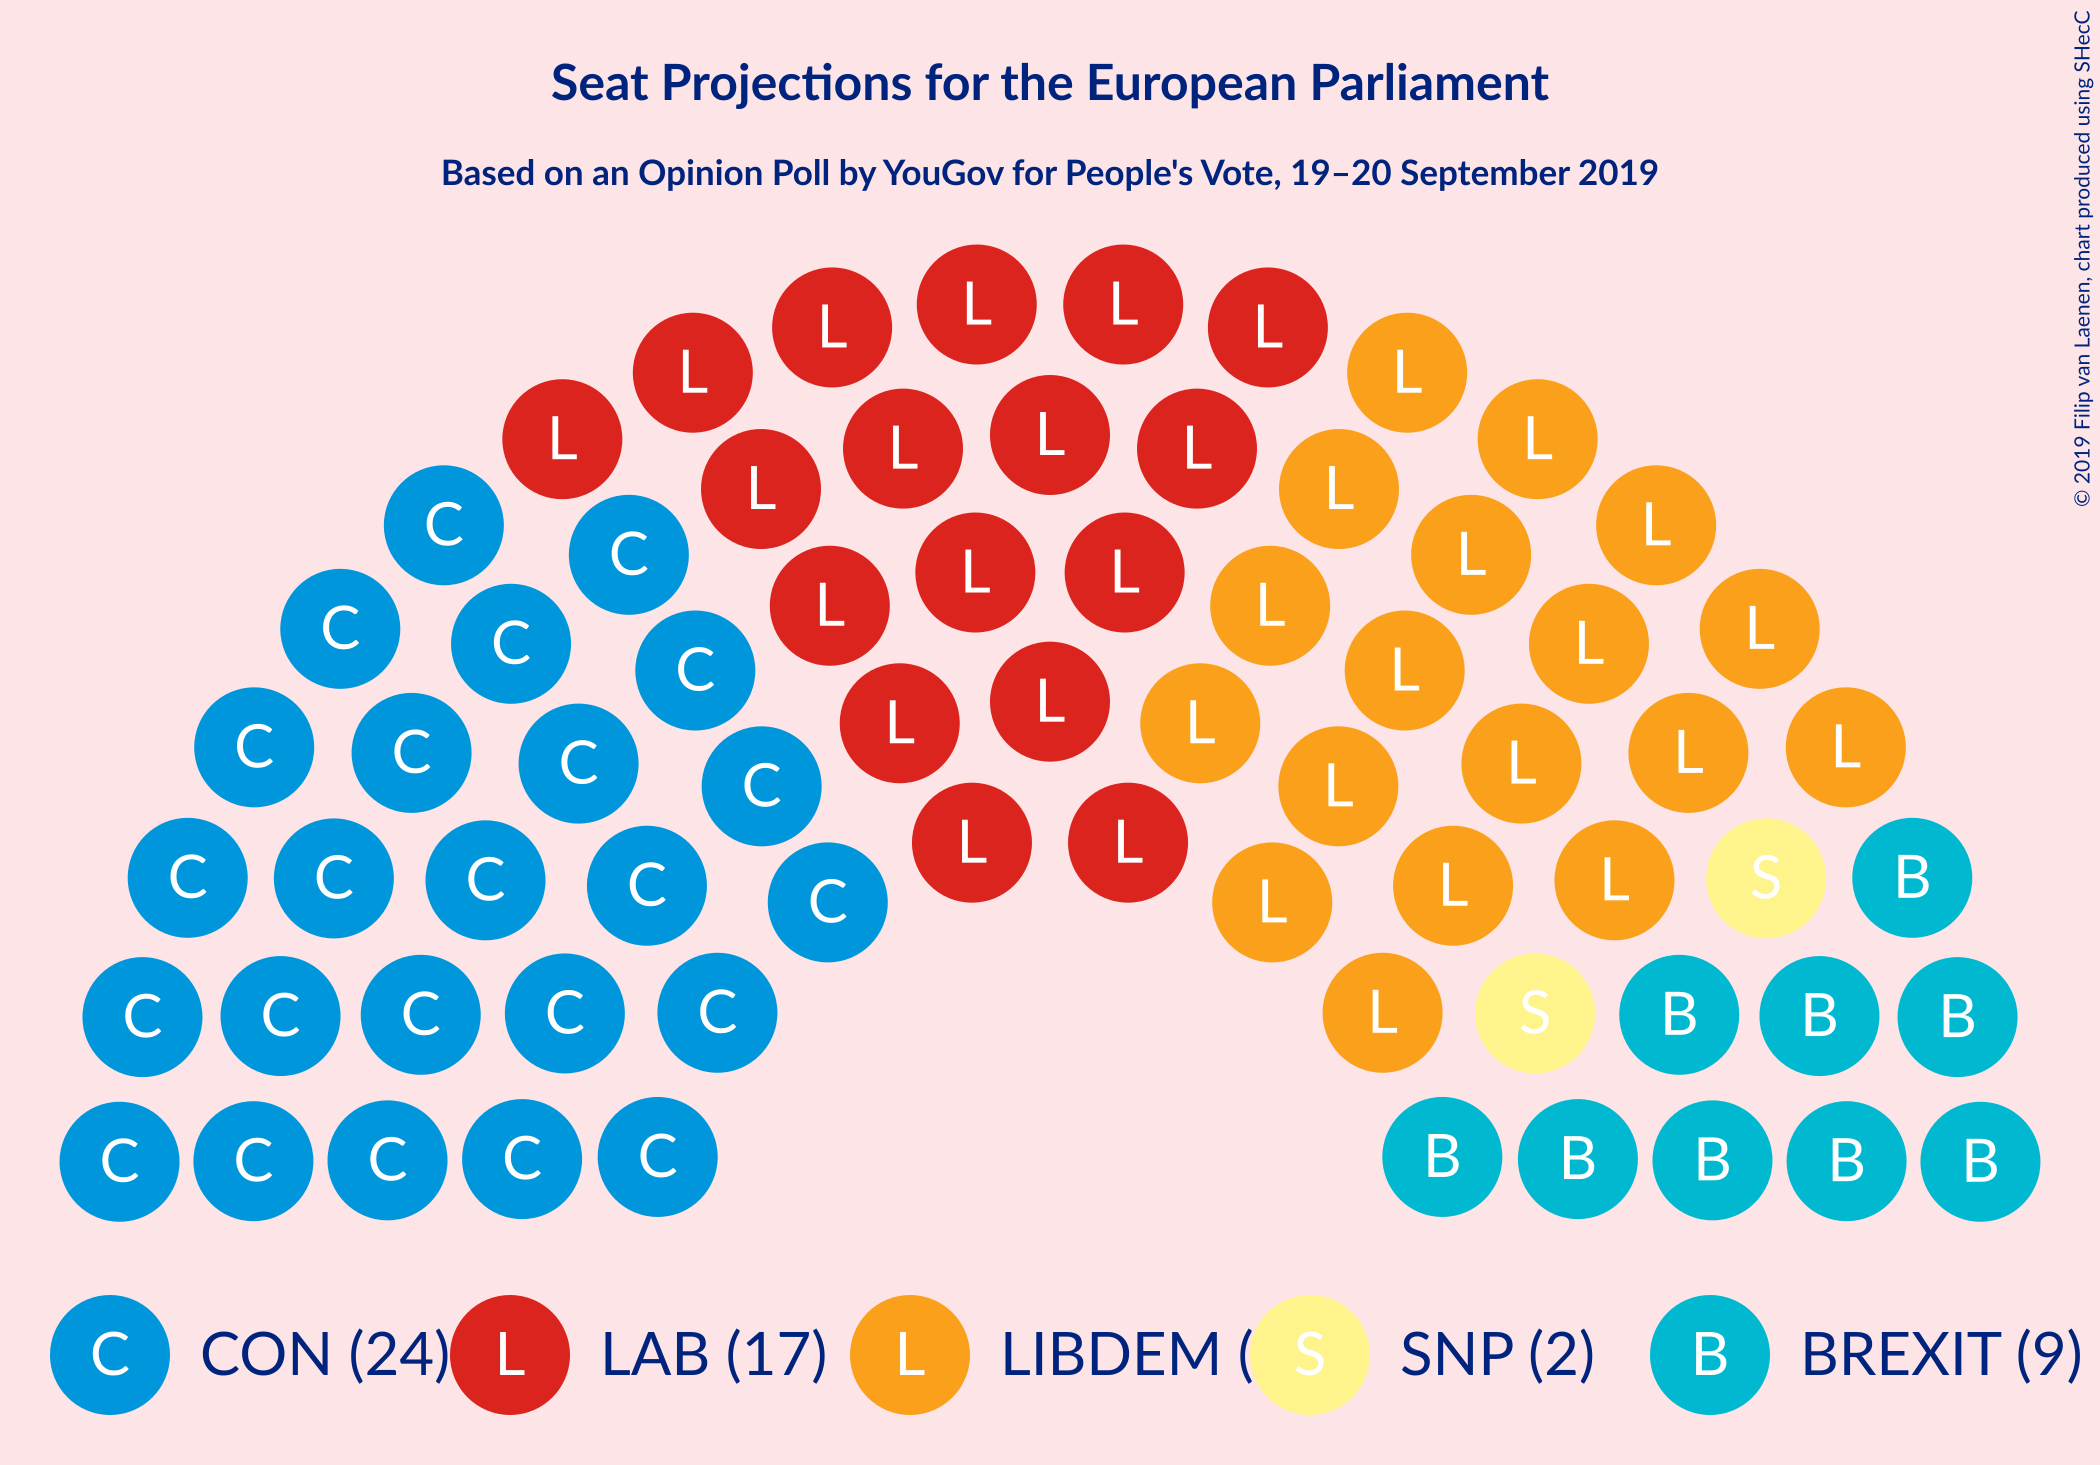 Seat Projections for the European Parliament
Based on an Opinion Poll by YouGov for People's Vote, 19–20 September 2019
© 2019 Filip van Laenen, chart produced using SHecC
L L L L
L L L L
L L L L L
C L L L
C C L L
C L L L L
C C L L
C L L
C C C L L L
C C L L
C C C C L L L L S B
C L L L
C C C C C L S B B B
C C C C C B B B B B
C CON (24) L LAB (17) L LIBDEM ( S SNP (2) B BREXIT (9)